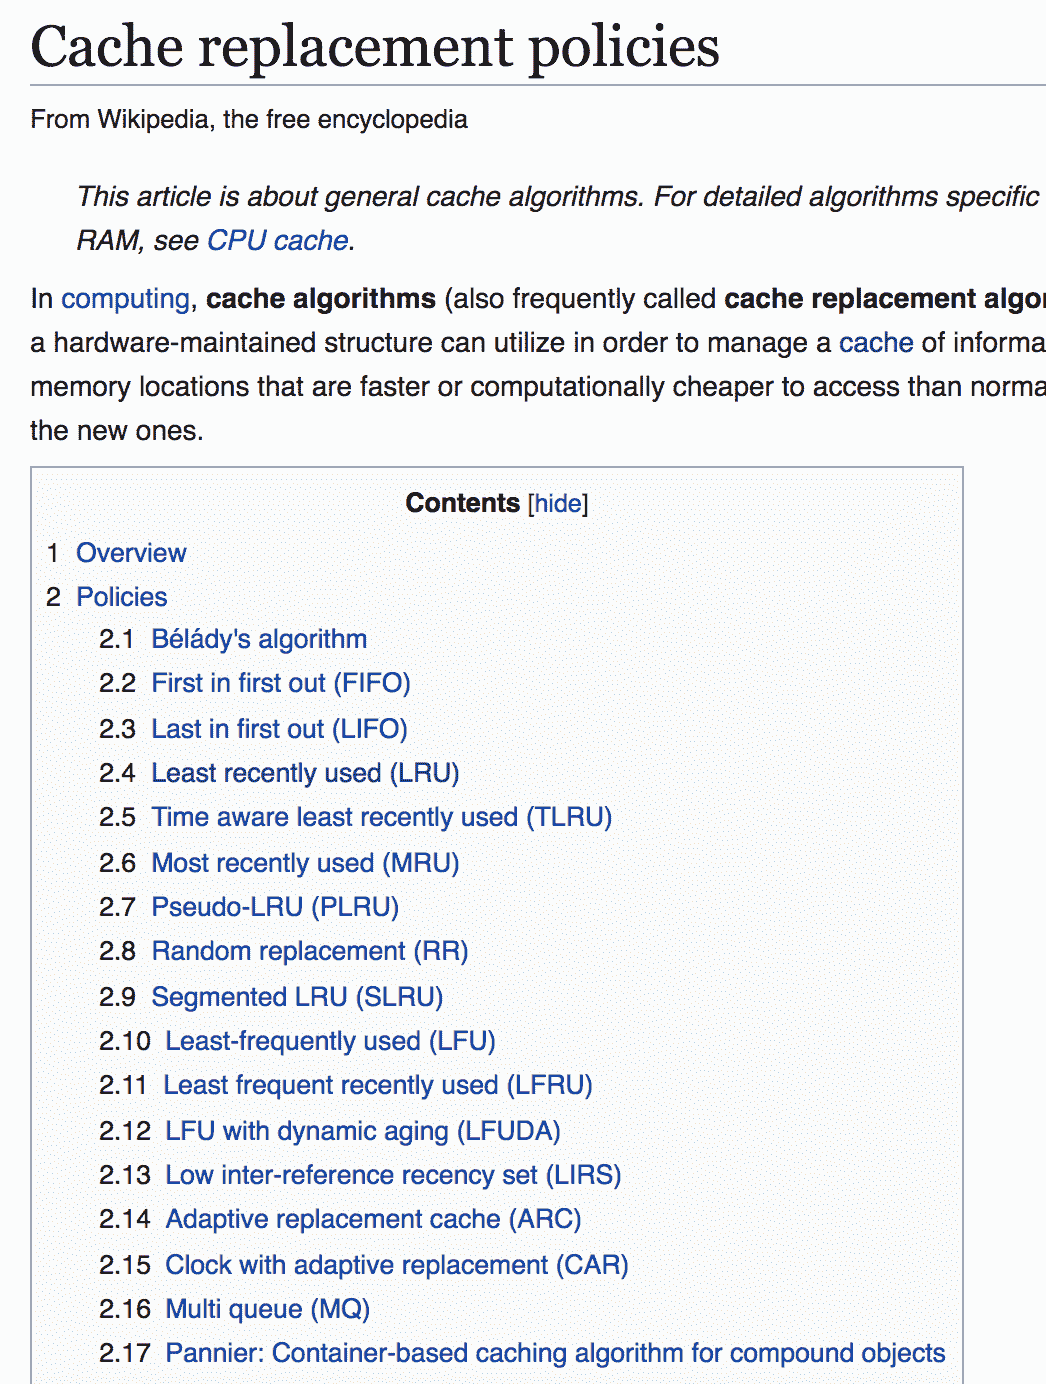 Cache replacement policies
From Wikipedia, the free encyclopedia
This article is about general cache algorithms. For detailed algorithms specific
RAM, see CPU cache.
In computing, cache algorithms (also frequently called cache replacement algor
a hardware-maintained structure can utilize in order to manage a cache of informa
memory locations that are faster or computationally cheaper to access than norma
the new ones.
Contents [hide]
1 Overview
2 Policies
2.1 Bélády's algorithm
2.2 First in first out (FIFO)
2.3 Last in first out (LIFO)
2.4 Least recently used (LRU)
2.5 Time aware least recently used (TLRU)
2.6 Most recently used (MRU)
2.7 Pseudo-LRU (PLRU)
2.8 Random replacement (RR)
2.9 Segmented LRU (SLRU)
2.10 Least-frequently used (LFU)
2.11 Least frequent recently used (LFRU)
2.12 LFU with dynamic aging (LFUDA)
2.13 Low inter-reference recency set (LIRS)
2.14 Adaptive replacement cache (ARC)
2.15 Clock with adaptive replacement (CAR)
2.16 Multi queue (MQ)
2.17 Pannier: Container-based caching algorithm for compound objects